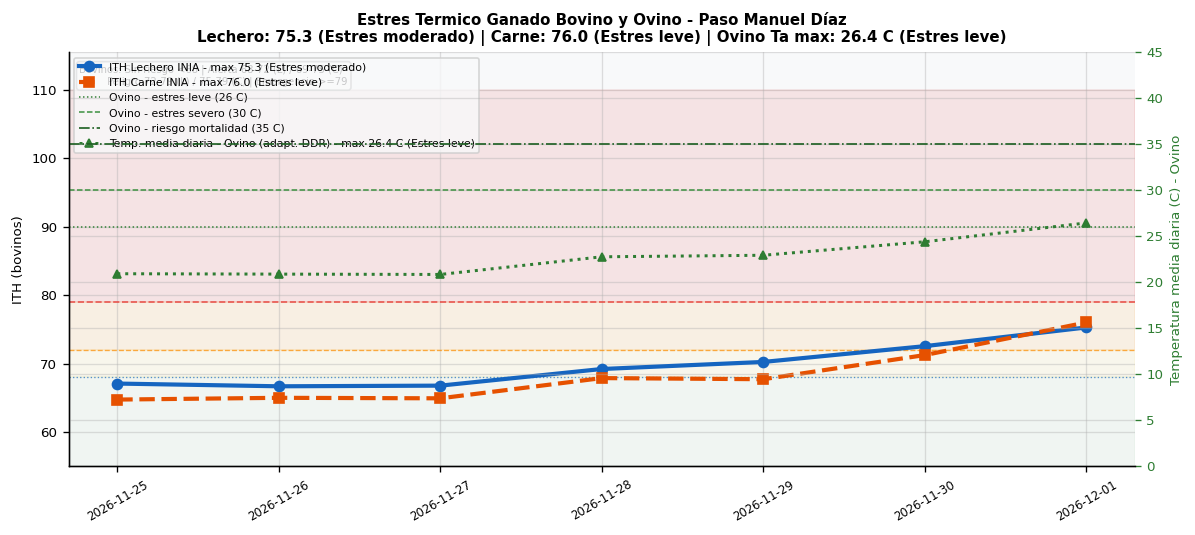 Estres Termico Ganado Bovino y Ovino - Paso Manuel Díaz
Lechero: 75.3 (Estres moderado) | Carne: 76.0 (Estres leve) | Ovino Ta max: 26.4 C (Estres leve)
ITH Lechero INIA - max 75.3 (Estres moderado)
ITH Carne INIA - max 76.0 (Estres leve)
Ovino - estres leve (26 C)
Ovino - estres severo (30 C)
Ovino - riesgo mortalidad (35 C)
Temp. media diaria - Ovino (adapt. DDR) - max 26.4 C (Estres leve)
ITH (bovinos)
110
100
90
80
70
60
Temperatura media diaria (C) - Ovino
45
40
35
30
25
20
15
10
5
0
2026-11-25
2026-11-26
2026-11-27
2026-11-28
2026-11-29
2026-11-30
2026-12-01